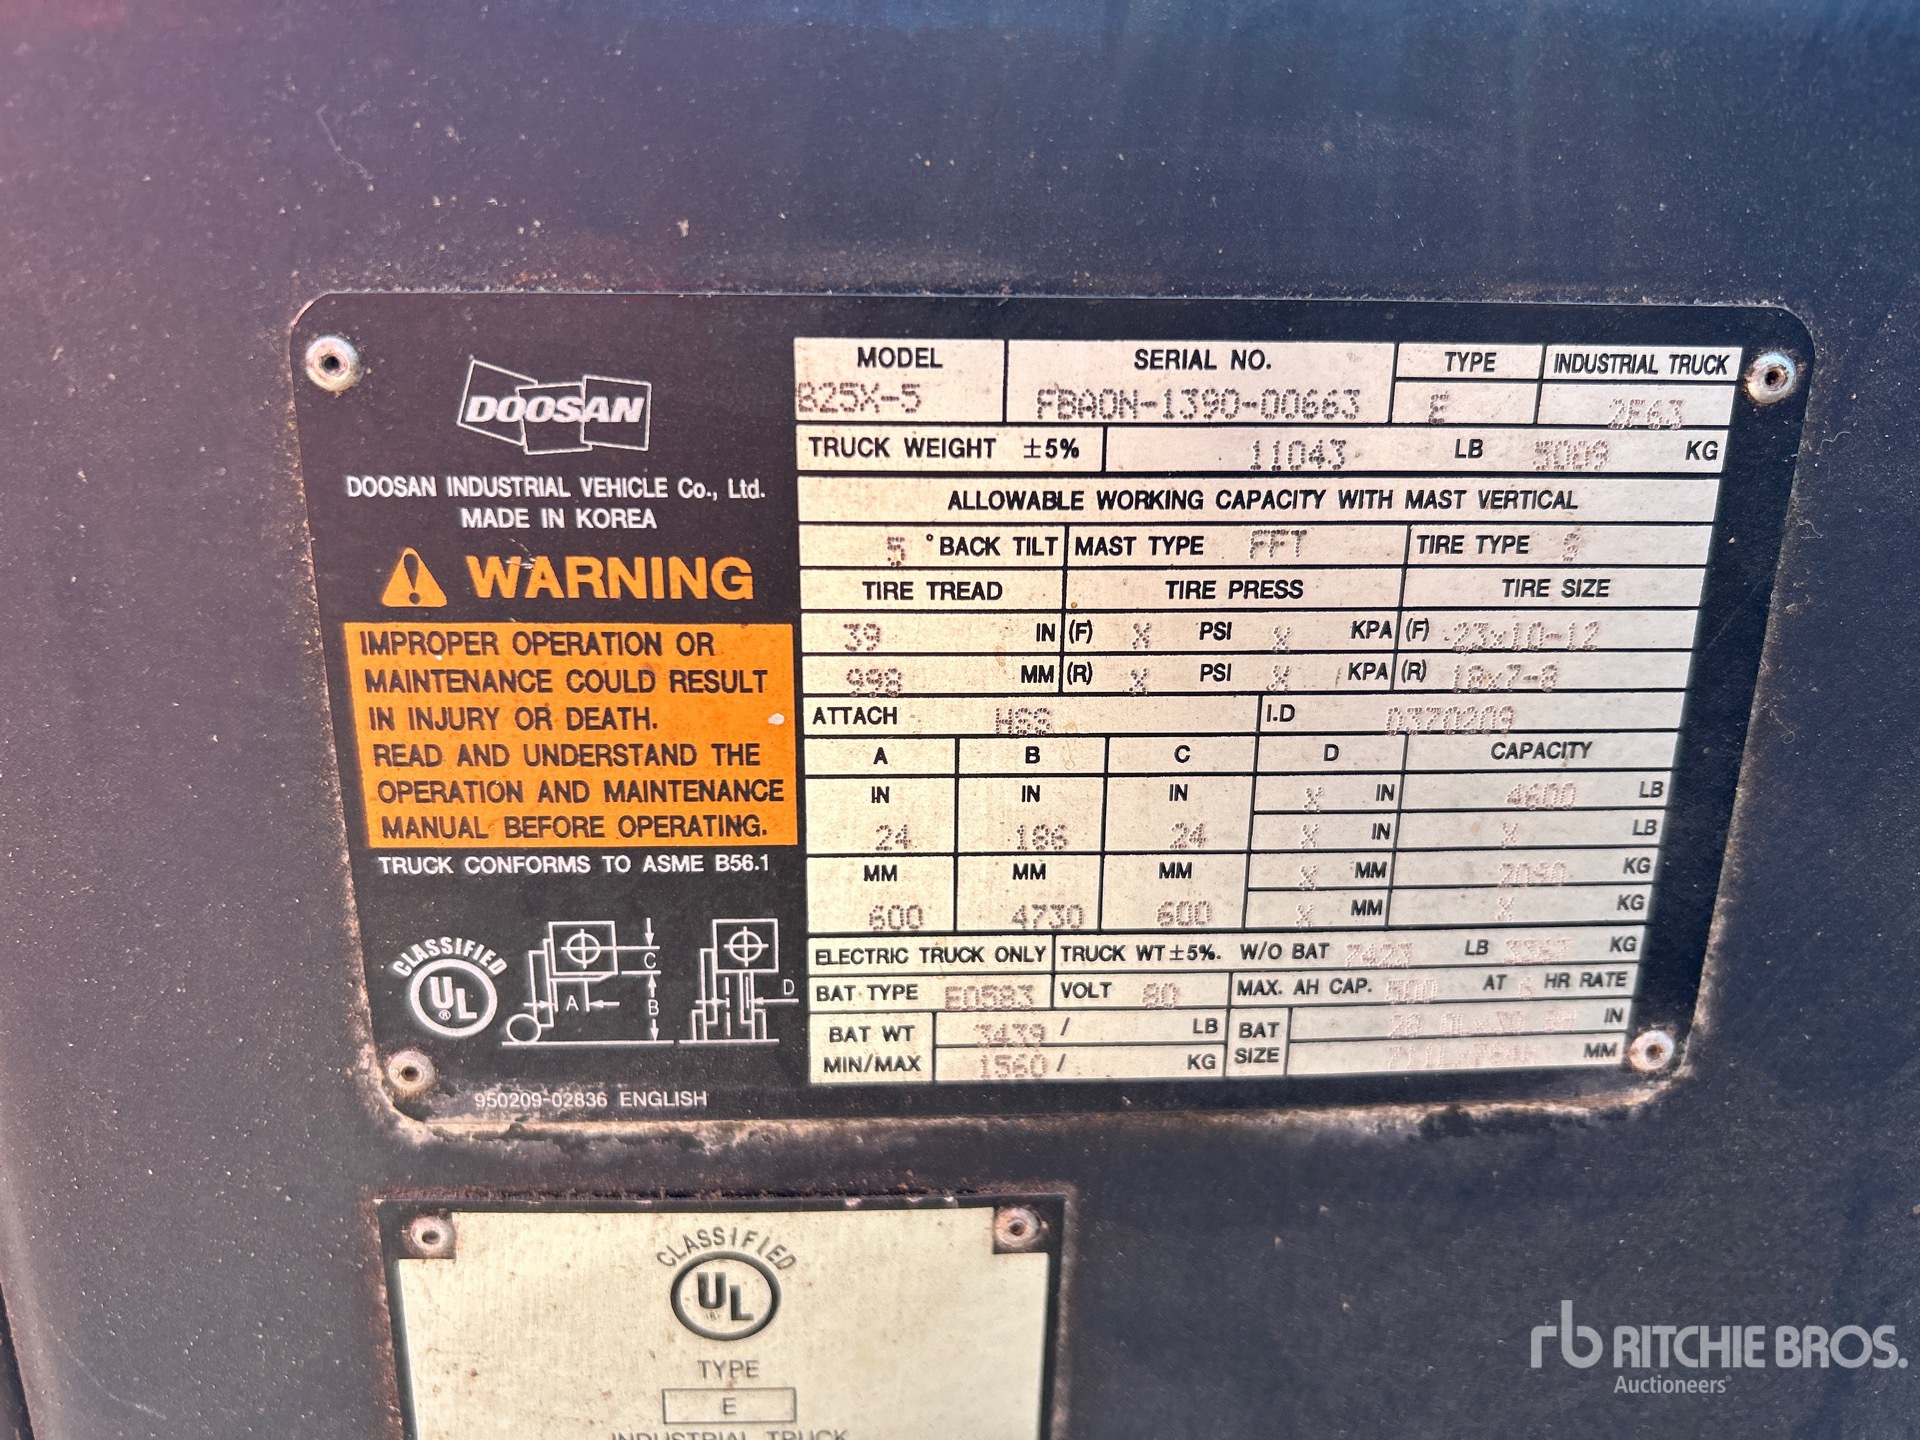 DOOSAN
DOOSAN INDUSTRIAL VEHICLE Co., Ltd.
MADE IN KOREA
WARNING
IMPROPER OPERATION OR
MAINTENANCE COULD RESULT
IN INJURY OR DEATH.
READ AND UNDERSTAND THE
OPERATION AND MAINTENANCE
MANUAL BEFORE OPERATING.
TRUCK CONFORMS TO ASME B56.1
CLASSIFIED
UL
A C B D
950209-02836 ENGLISH
MODEL SERIAL NO. TYPE INDUSTRIAL TRUCK
B25X-5 FBA0N-1390-00663 E 2F63
TRUCK WEIGHT ±5% 11043 LB 5009 KG
ALLOWABLE WORKING CAPACITY WITH MAST VERTICAL
5 ° BACK TILT MAST TYPE FFT TIRE TYPE S
TIRE TREAD TIRE PRESS TIRE SIZE
39 IN (F) X PSI X KPA (F) 23x10-12
998 MM (R) X PSI X KPA (R) 18x7-8
ATTACH HSS I.D D370209
A B C D CAPACITY
IN IN IN X IN 4600 LB
24 186 24 X IN X LB
MM MM MM X MM 2090 KG
600 4730 600 X MM X KG
ELECTRIC TRUCK ONLY TRUCK WT ±5%. W/O BAT 7423 LB KG
BAT TYPE E0583 VOLT 80 MAX. AH CAP. 500 AT 6 HR RATE
BAT WT 3439 / LB BAT IN
MIN/MAX 1560 / KG SIZE MM
CLASSIFIED
UL
TYPE
E
INDUSTRIAL TRUCK
rb RITCHIE BROS.
Auctioneers